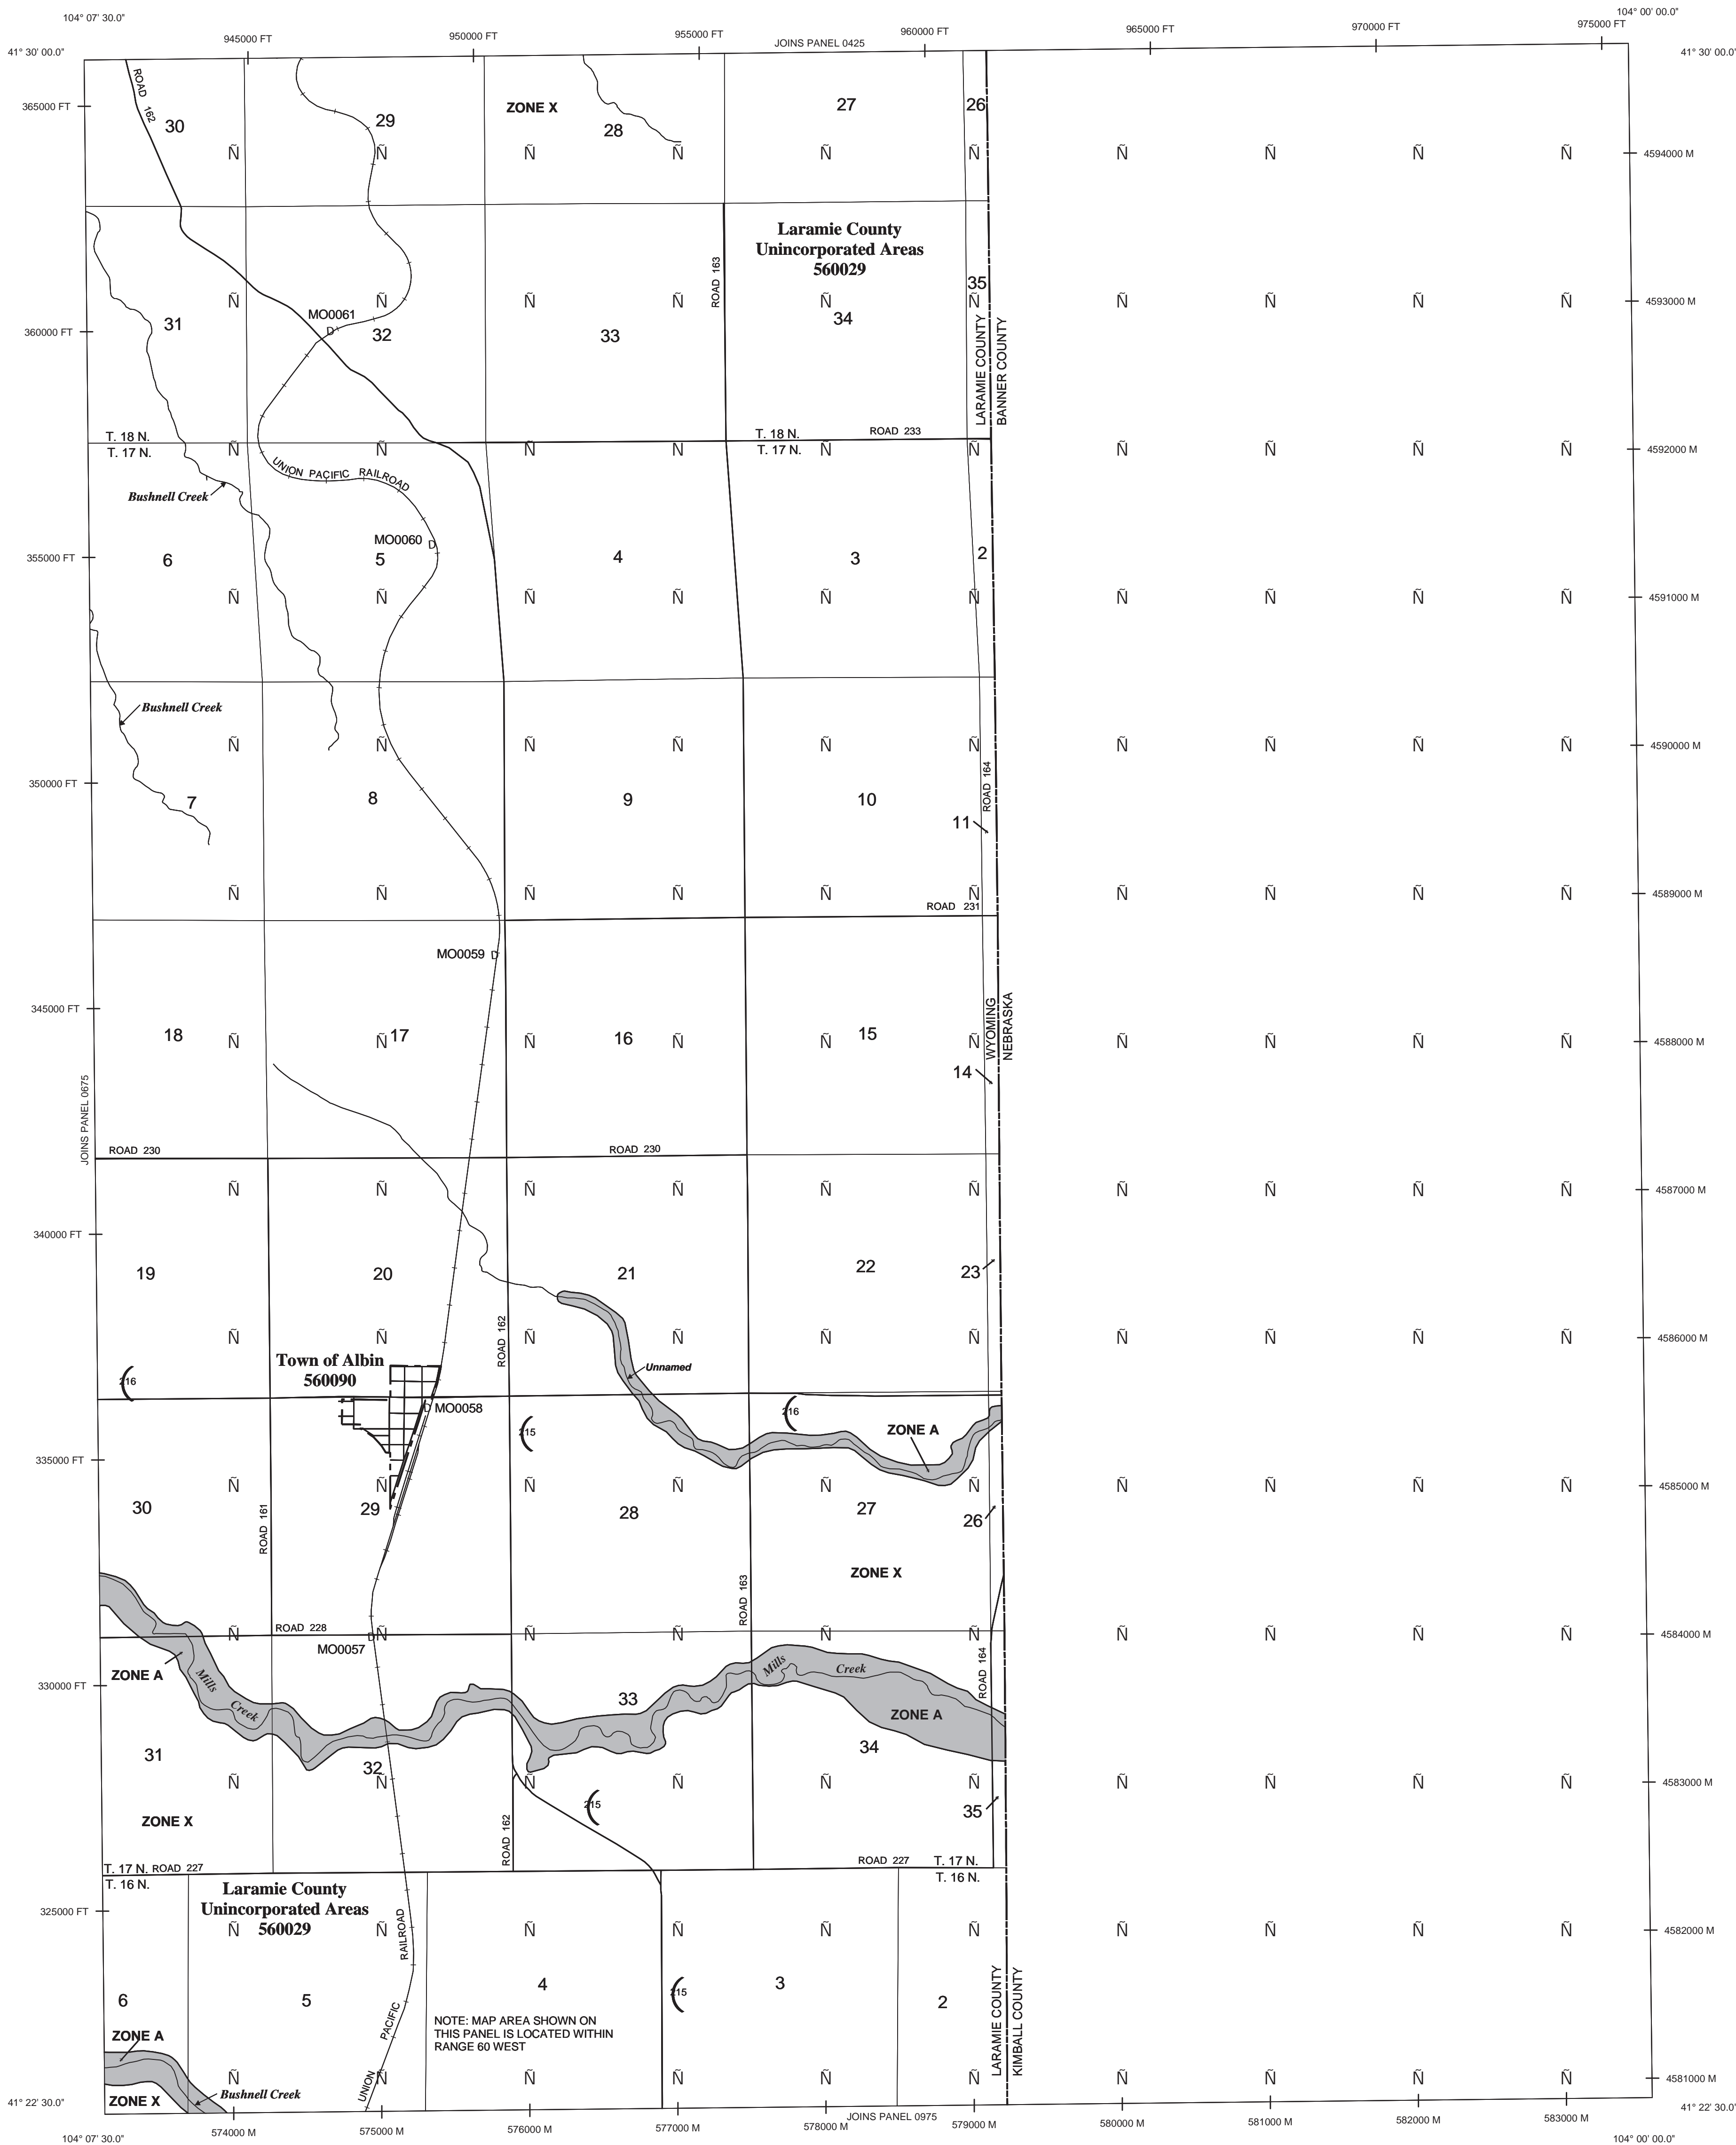 104° 07' 30.0"
104° 00' 00.0"
945000 FT
950000 FT
955000 FT
960000 FT
965000 FT
970000 FT
975000 FT
JOINS PANEL 0425
41° 30' 00.0"
41° 30' 00.0"
365000 FT
ROAD 162
30
29
ZONE X
28
27
26
Ñ Ñ Ñ Ñ Ñ Ñ Ñ Ñ Ñ Ñ
4594000 M
Laramie County
Unincorporated Areas
560029
ROAD 163
35
Ñ Ñ Ñ Ñ Ñ Ñ Ñ Ñ Ñ Ñ
4593000 M
31
MO0061
D
32
33
34
360000 FT
LARAMIE COUNTY
BANNER COUNTY
T. 18 N.
T. 17 N.
T. 18 N.
T. 17 N.
ROAD 233
Ñ Ñ Ñ Ñ Ñ Ñ Ñ Ñ Ñ Ñ
4592000 M
UNION PACIFIC RAILROAD
Bushnell Creek
MO0060 D
355000 FT
6
5
4
3
2
Ñ Ñ Ñ Ñ Ñ Ñ Ñ Ñ Ñ Ñ
4591000 M
Bushnell Creek
Ñ Ñ Ñ Ñ Ñ Ñ Ñ Ñ Ñ Ñ
4590000 M
350000 FT
ROAD 164
7
8
9
10
11
Ñ Ñ Ñ Ñ Ñ Ñ Ñ Ñ Ñ Ñ
4589000 M
ROAD 231
MO0059 D
345000 FT
WYOMING
NEBRASKA
18
17
16
15
Ñ Ñ Ñ Ñ Ñ Ñ Ñ Ñ Ñ Ñ
4588000 M
14
JOINS PANEL 0675
ROAD 230
ROAD 230
Ñ Ñ Ñ Ñ Ñ Ñ Ñ Ñ Ñ Ñ
4587000 M
340000 FT
19
20
21
22
23
ROAD 162
Ñ Ñ Ñ Ñ Ñ Ñ Ñ Ñ Ñ Ñ
4586000 M
Town of Albin
560090
216
Unnamed
D MO0058
216
215
ZONE A
335000 FT
Ñ Ñ Ñ Ñ Ñ Ñ Ñ Ñ Ñ Ñ
4585000 M
30
29
28
27
26
ROAD 161
ZONE X
ROAD 163
ROAD 228
Ñ Ñ Ñ Ñ Ñ Ñ Ñ Ñ Ñ Ñ
4584000 M
D
MO0057
ZONE A
Mills Creek
Mills Creek
ROAD 164
330000 FT
33
ZONE A
31
32
34
Ñ Ñ Ñ Ñ Ñ Ñ Ñ Ñ Ñ Ñ
4583000 M
215
35
ZONE X
ROAD 162
T. 17 N.
ROAD 227
T. 16 N.
ROAD 227
T. 17 N.
T. 16 N.
Laramie County
Unincorporated Areas
560029
325000 FT
Ñ Ñ Ñ Ñ Ñ Ñ Ñ Ñ Ñ Ñ
4582000 M
UNION PACIFIC RAILROAD
6
5
4
215
3
2
LARAMIE COUNTY
KIMBALL COUNTY
NOTE: MAP AREA SHOWN ON
THIS PANEL IS LOCATED WITHIN
RANGE 60 WEST
ZONE A
Ñ Ñ Ñ Ñ Ñ Ñ Ñ Ñ
4581000 M
Bushnell Creek
ZONE X
41° 22' 30.0"
41° 22' 30.0"
JOINS PANEL 0975
574000 M
575000 M
576000 M
577000 M
578000 M
579000 M
580000 M
581000 M
582000 M
583000 M
104° 07' 30.0"
104° 00' 00.0"